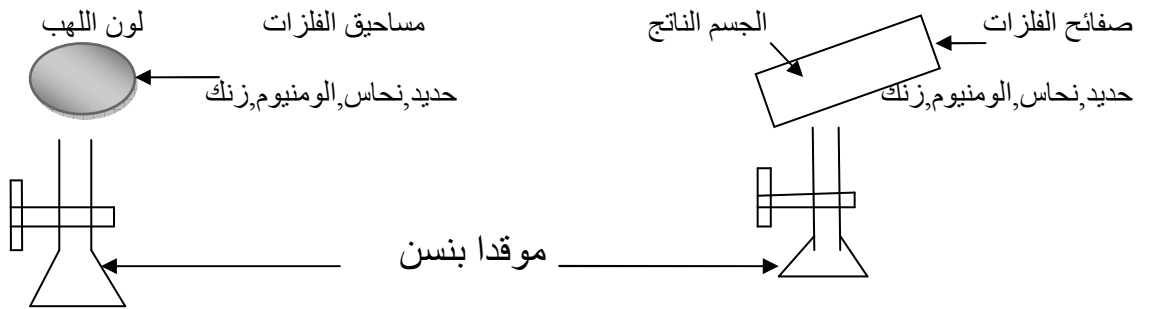 صفائح الفلزات
الجسم الناتج
مساحيق الفلزات
لون اللهب
حديد,نحاس,الومنيوم,زنك
حديد,نحاس,الومنيوم,زنك
موقدا بنسن